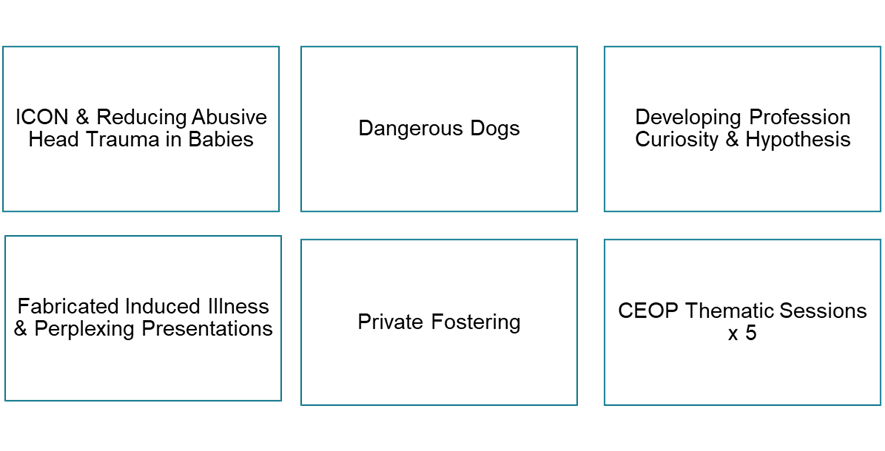 ICON & Reducing Abusive
Head Trauma in Babies
Dangerous Dogs
Developing Profession
Curiosity & Hypothesis
Fabricated Induced Illness
& Perplexing Presentations
Private Fostering
CEOP Thematic Sessions
x 5